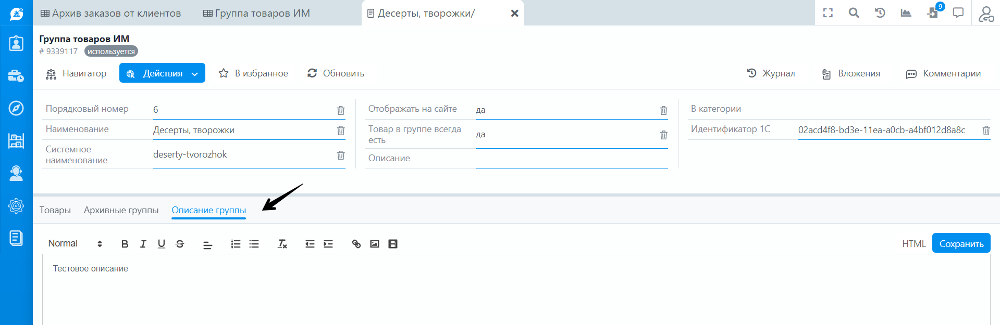 Архив заказов от клиентов
Группа товаров ИМ
Десерты, творожки/
9
Группа товаров ИМ
# 9339117 используется
Навигатор Действия В избранное Обновить Журнал Вложения Комментарии
Порядковый номер 6
Наименование Десерты, творожки
Системное наименование deserty-tvorozhok
Отображать на сайте да
Товар в группе всегда есть да
Описание
В категории
Идентификатор 1С 02acd4f8-bd3e-11ea-a0cb-a4bf012d8a8c
Товары Архивные группы Описание группы
Normal HTML Сохранить
Тестовое описание